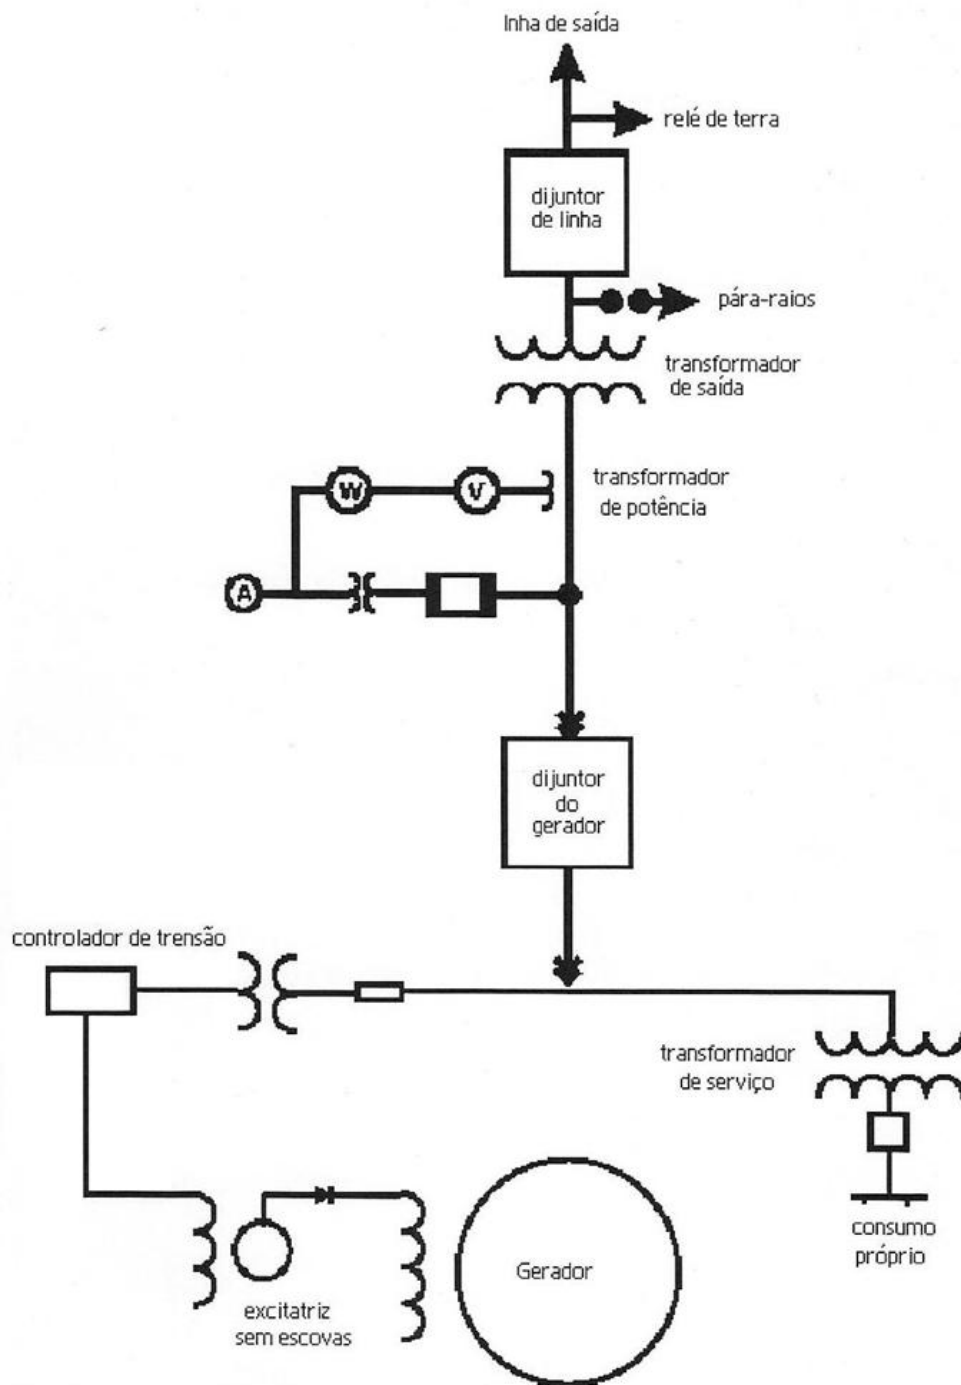 lnha de saída
relé de terra
dijuntor
de linha
pára-raios
transformador
de saída
transformador
de potência
W
V
A
dijuntor
do
gerador
controlador de trensão
transformador
de serviço
consumo
próprio
Gerador
excitatriz
sem escovas